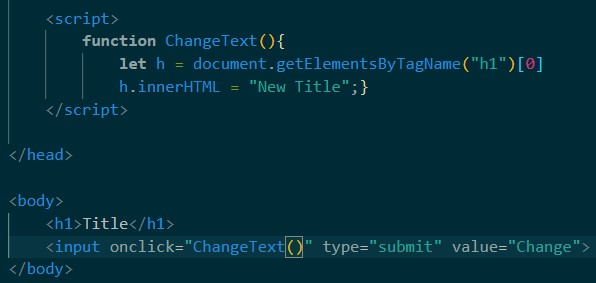 <script>
function ChangeText(){
let h = document.getElementsByTagName("h1")[0]
h.innerHTML = "New Title";}
</script>
</head>
<body>
<h1>Title</h1>
<input onclick="ChangeText()" type="submit" value="Change">
</body>